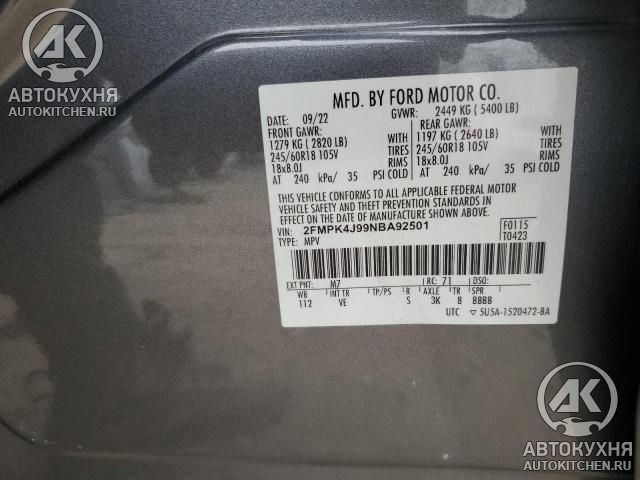 AK
АВТОКУХНЯ
AUTOKITCHEN.RU
MFD. BY FORD MOTOR CO.
DATE: 09/22 GVWR: 2449 KG ( 5400 LB)
FRONT GAWR: REAR GAWR:
1279 KG ( 2820 LB) WITH 1197 KG ( 2640 LB) WITH
245/60R18 105V TIRES 245/60R18 105V TIRES
18x8.0J RIMS 18x8.0J RIMS
AT 240 kPa/ 35 PSI COLD AT 240 kPa/ 35 PSI COLD
THIS VEHICLE CONFORMS TO ALL APPLICABLE FEDERAL MOTOR
VEHICLE SAFETY AND THEFT PREVENTION STANDARDS IN
EFFECT ON THE DATE OF MANUFACTURE SHOWN ABOVE.
VIN: 2FMPK4J99NBA92501 F0115
TYPE: MPV T0423
EXT PNT: M7 RC: 71 DSO:
WB INT TR TP/PS R AXLE TR SPR
112 VE S 3K 8 BBBB
UTC ▽ 5U5A-1520472-BA
AK
АВТОКУХНЯ
AUTOKITCHEN.RU